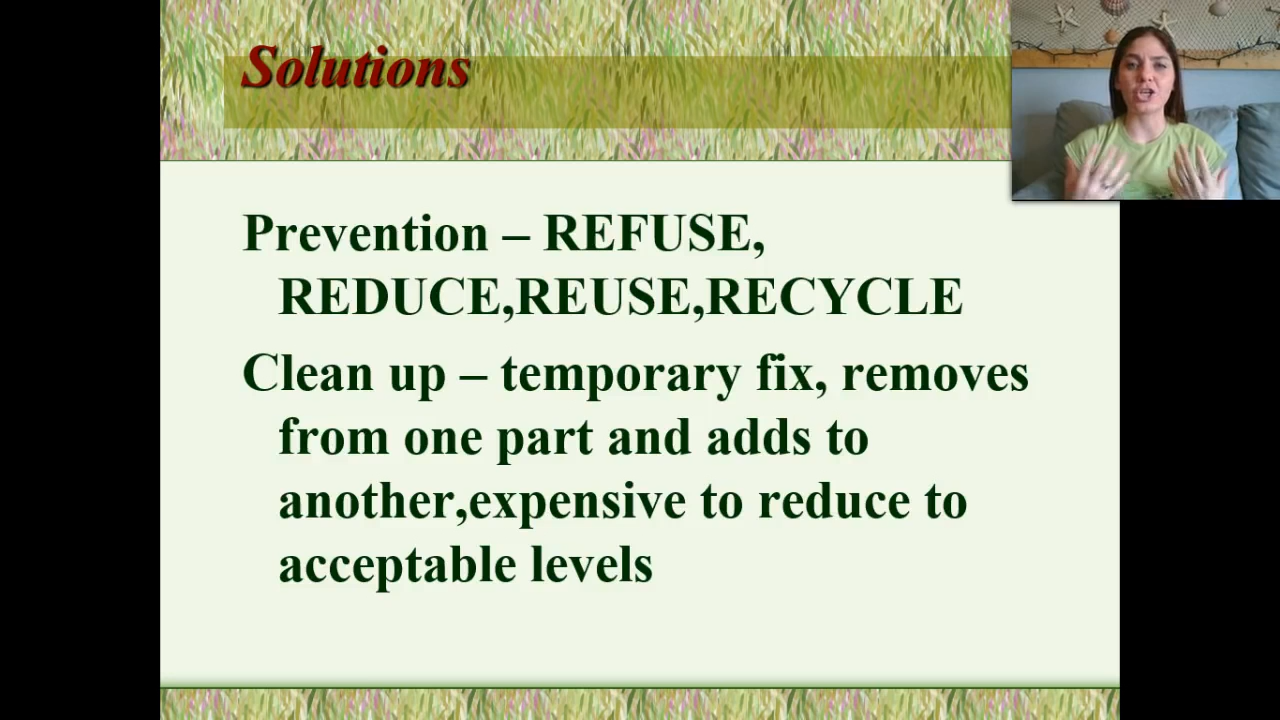 Solutions
Prevention – REFUSE,
REDUCE,REUSE,RECYCLE
Clean up – temporary fix, removes
from one part and adds to
another,expensive to reduce to
acceptable levels